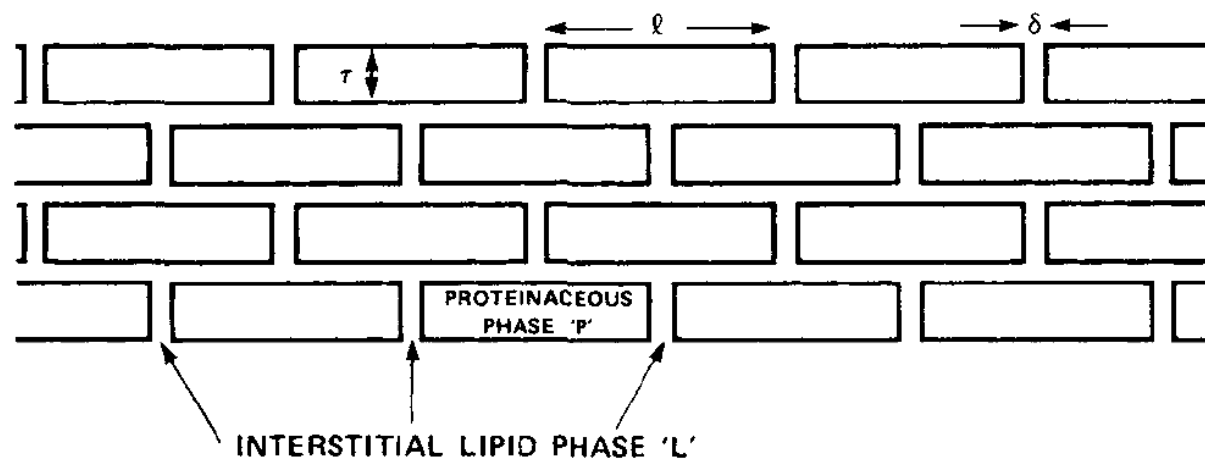 ℓ
δ
τ
PROTEINACEOUS
PHASE 'P'
INTERSTITIAL LIPID PHASE 'L'